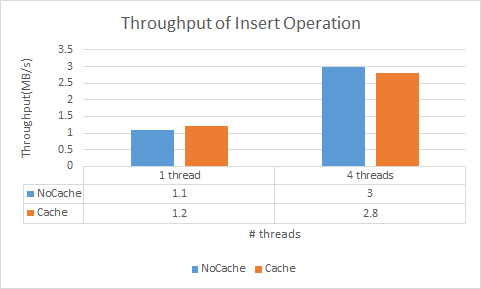 Throughput of Insert Operation
Throughput(MB/s)
3.5
3
2.5
2
1.5
1
0.5
0
1 thread 4 threads
NoCache 1.1 3
Cache 1.2 2.8
# threads
NoCache Cache